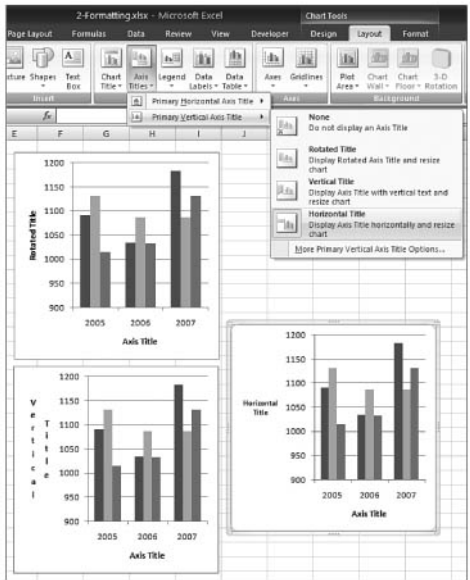 2-Formatting.xlsx - Microsoft Excel
Chart Tools
Page Layout Formulas Data Review View Developer Design Layout Format
Shapes Text Box
Chart Title
Axis Titles
Legend
Data Labels
Data Table
Axes
Gridlines
Plot Area
Chart Wall
Chart Floor
3-D Rotation
Insert
Axes
Background
Primary Horizontal Axis Title
Primary Vertical Axis Title
None
Do not display an Axis Title
Rotated Title
Display Rotated Axis Title and resize
chart
Vertical Title
Display Axis Title with vertical text and
resize chart
Horizontal Title
Display Axis Title horizontally and resize
chart
More Primary Vertical Axis Title Options...
fx
E F G H I J
Rotated Title
1200
1150
1100
1050
1000
950
900
2005 2006 2007
Axis Title
Vertical Title
1200
1150
1100
1050
1000
950
900
2005 2006 2007
Axis Title
Horizontal
Title
1200
1150
1100
1050
1000
950
900
2005 2006 2007
Axis Title